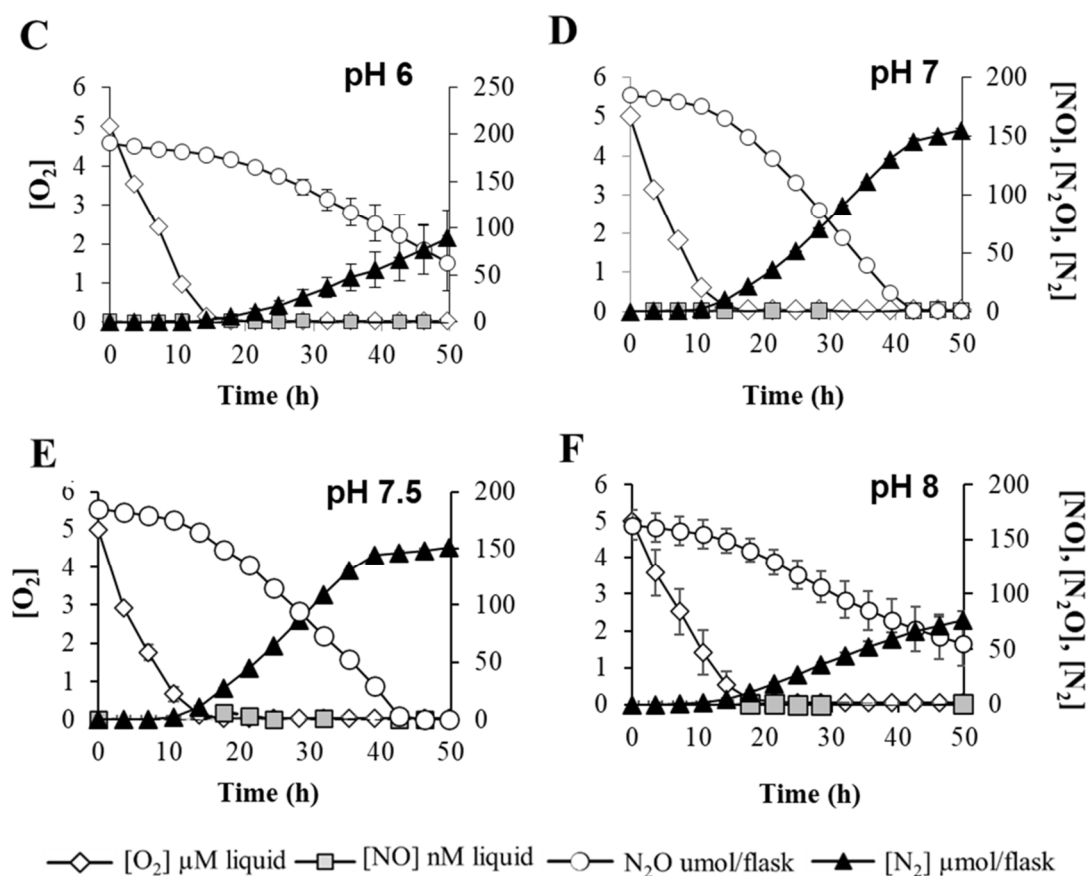 C
pH 6
6
5
4
3
2
1
0
[O₂]
250
200
150
100
50
0
0 10 20 30 40 50
Time (h)
D
pH 7
6
5
4
3
2
1
0
200
150
100
50
0
[NO], [N₂O], [N₂]
0 10 20 30 40 50
Time (h)
E
pH 7.5
6
5
4
3
2
1
0
[O₂]
200
150
100
50
0
0 10 20 30 40 50
Time (h)
F
pH 8
6
5
4
3
2
1
0
200
150
100
50
0
[NO], [N₂O], [N₂]
0 10 20 30 40 50
Time (h)
[O₂] µM liquid [NO] nM liquid N₂O umol/flask [N₂] µmol/flask